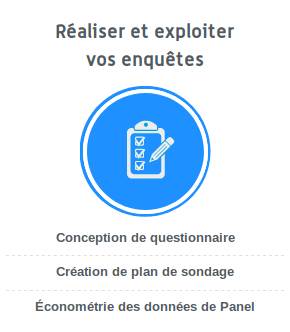 Réaliser et exploiter
vos enquêtes
Conception de questionnaire
Création de plan de sondage
Économétrie des données de Panel